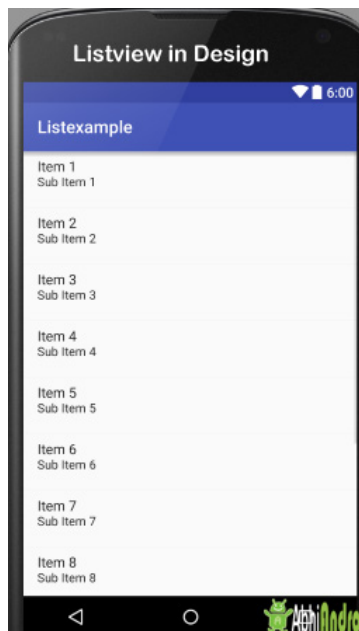 Listview in Design
6:00
Listexample
Item 1
Sub Item 1
Item 2
Sub Item 2
Item 3
Sub Item 3
Item 4
Sub Item 4
Item 5
Sub Item 5
Item 6
Sub Item 6
Item 7
Sub Item 7
Item 8
Sub Item 8
AbhiAndro